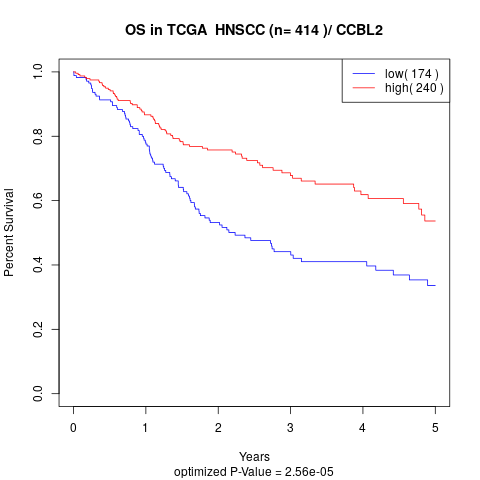 OS in TCGA  HNSCC (n= 414 )/ CCBL2
low( 174 )
high( 240 )
Percent Survival
1.0
0.8
0.6
0.4
0.2
0.0
0 1 2 3 4 5
Years
optimized P-Value = 2.56e-05